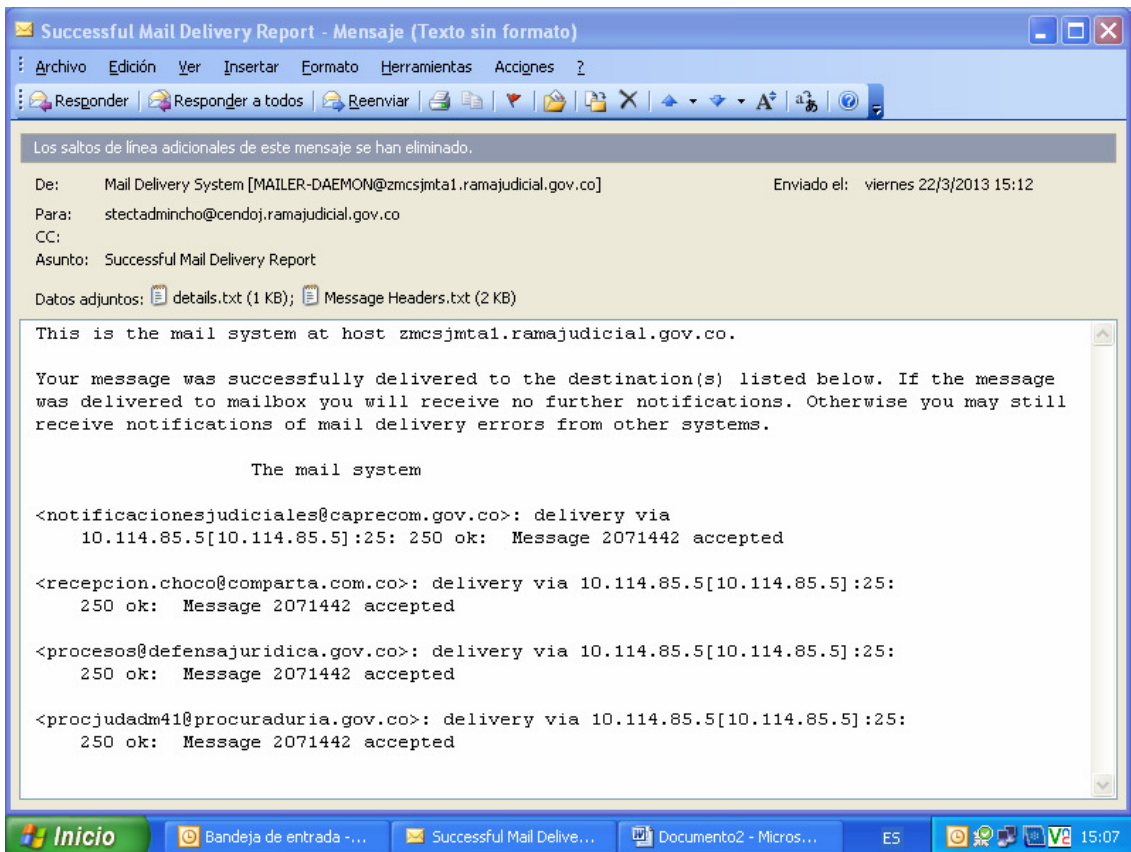 Successful Mail Delivery Report - Mensaje (Texto sin formato)
Archivo Edición Ver Insertar Formato Herramientas Acciones ?
Responder Responder a todos Reenviar
Los saltos de línea adicionales de este mensaje se han eliminado.
De: Mail Delivery System [MAILER-DAEMON@zmcsjmta1.ramajudicial.gov.co] Enviado el: viernes 22/3/2013 15:12
Para: stectadmincho@cendoj.ramajudicial.gov.co
CC:
Asunto: Successful Mail Delivery Report
Datos adjuntos: details.txt (1 KB); Message Headers.txt (2 KB)
This is the mail system at host zmcsjmta1.ramajudicial.gov.co.
Your message was successfully delivered to the destination(s) listed below. If the message
was delivered to mailbox you will receive no further notifications. Otherwise you may still
receive notifications of mail delivery errors from other systems.
The mail system
<notificacionesjudiciales@caprecom.gov.co>: delivery via
10.114.85.5[10.114.85.5]:25: 250 ok: Message 2071442 accepted
<recepcion.choco@comparta.com.co>: delivery via 10.114.85.5[10.114.85.5]:25:
250 ok: Message 2071442 accepted
<procesos@defensajuridica.gov.co>: delivery via 10.114.85.5[10.114.85.5]:25:
250 ok: Message 2071442 accepted
<procjudadm41@procuraduria.gov.co>: delivery via 10.114.85.5[10.114.85.5]:25:
250 ok: Message 2071442 accepted
Inicio Bandeja de entrada -... Successful Mail Delive... Documento2 - Micros... ES V2 15:07